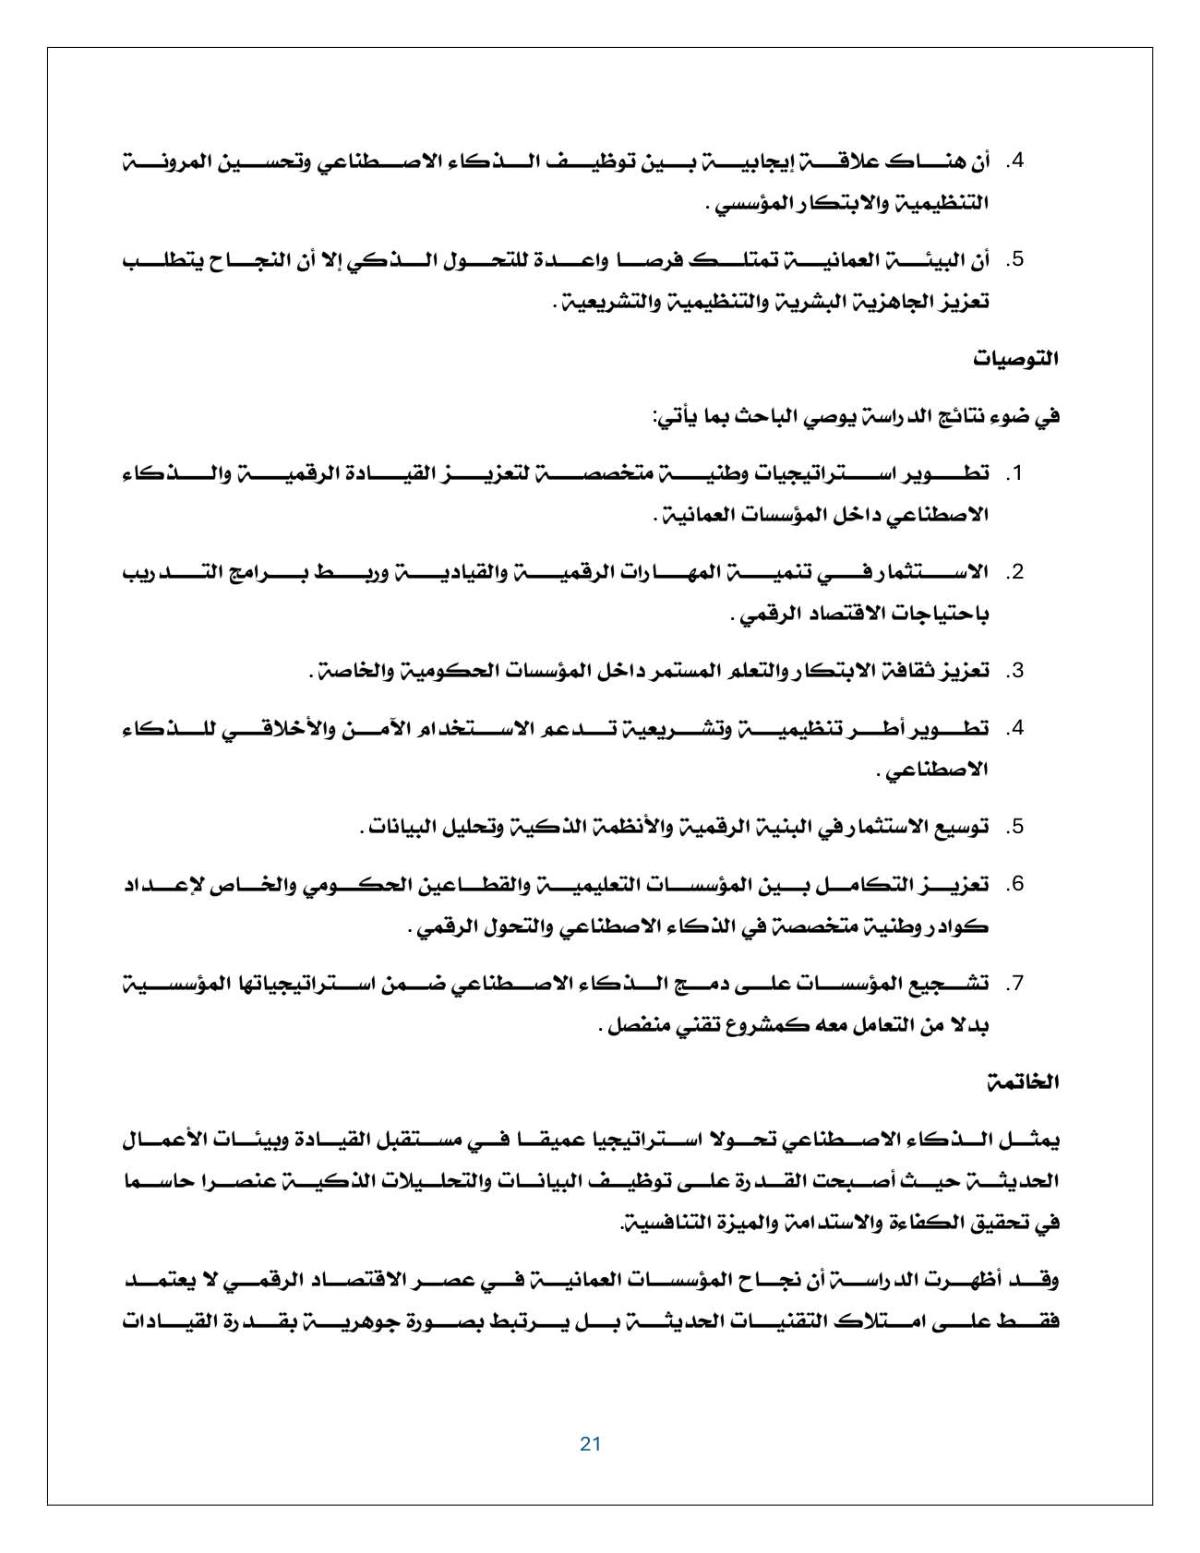 4. أن هناك علاقة إيجابية بين توظيف الذكاء الاصطناعي وتحسين المرونة
التنظيمية والابتكار المؤسسي .
5. أن البيئة العمانية تمتلك فرصا واعدة للتحول الذكي إلا أن النجاح يتطلب
تعزيز الجاهزية البشرية والتنظيمية والتشريعية .
التوصيات
في ضوء نتائج الدراسة يوصي الباحث بما يأتي:
1. تطوير استراتيجيات وطنية متخصصة لتعزيز القيادة الرقمية والذكاء
الاصطناعي داخل المؤسسات العمانية .
2. الاستثمار في تنمية المهارات الرقمية والقيادية وربط برامج التدريب
باحتياجات الاقتصاد الرقمي .
3. تعزيز ثقافة الابتكار والتعلم المستمر داخل المؤسسات الحكومية والخاصة .
4. تطوير أطر تنظيمية وتشريعية تدعم الاستخدام الآمن والأخلاقي للذكاء
الاصطناعي .
5. توسيع الاستثمار في البنية الرقمية والأنظمة الذكية وتحليل البيانات .
6. تعزيز التكامل بين المؤسسات التعليمية والقطاعين الحكومي والخاص لإعداد
كوادر وطنية متخصصة في الذكاء الاصطناعي والتحول الرقمي .
7. تشجيع المؤسسات على دمج الذكاء الاصطناعي ضمن استراتيجياتها المؤسسية
بدلا من التعامل معه كمشروع تقني منفصل .
الخاتمة
يمثل الذكاء الاصطناعي تحولا استراتيجيا عميقا في مستقبل القيادة وبيئات الأعمال
الحديثة حيث أصبحت القدرة على توظيف البيانات والتحليلات الذكية عنصرا حاسما
في تحقيق الكفاءة والاستدامة والميزة التنافسية.
وقد أظهرت الدراسة أن نجاح المؤسسات العمانية في عصر الاقتصاد الرقمي لا يعتمد
فقط على امتلاك التقنيات الحديثة بل يرتبط بصورة جوهرية بقدرة القيادات
21